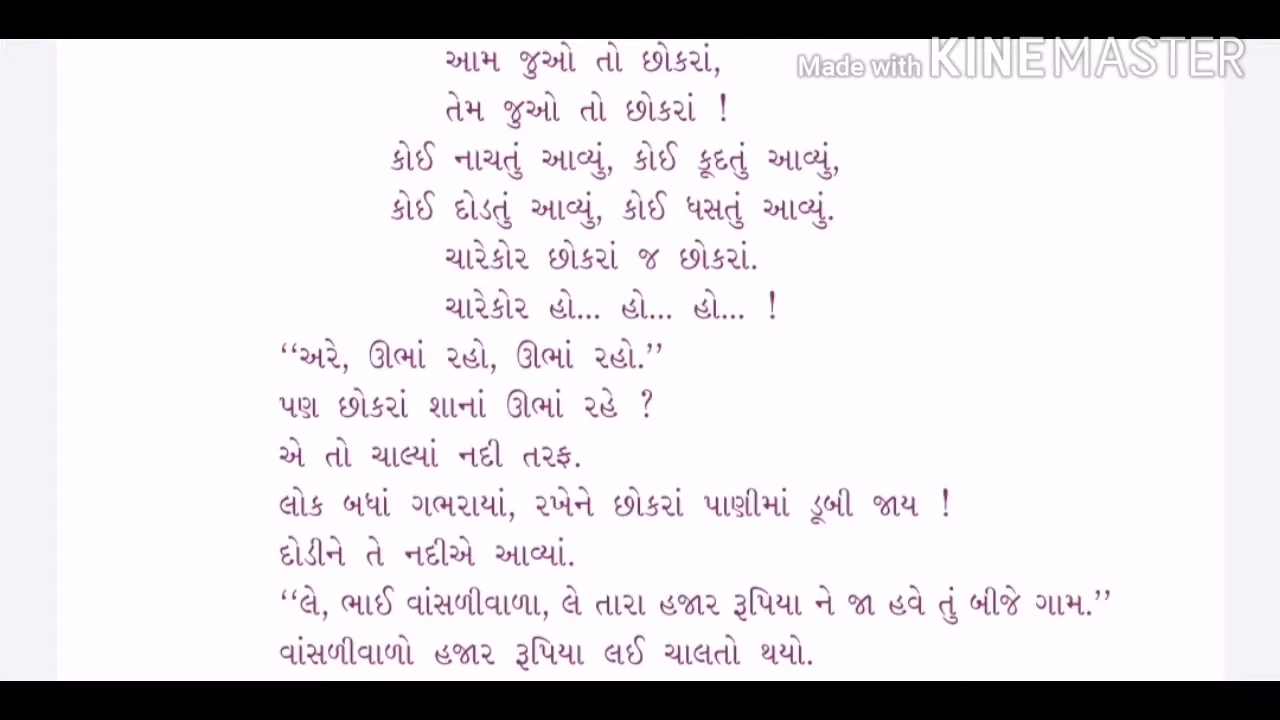 આમ જુઓ તો છોકરાં,
Made with KINEMASTER
તેમ જુઓ તો છોકરાં !
કોઈ નાચતું આવ્યું, કોઈ કૂદતું આવ્યું,
કોઈ દોડતું આવ્યું, કોઈ ધસતું આવ્યું.
ચારેકોર છોકરાં જ છોકરાં.
ચારેકોર હો... હો... હો... !
“અરે, ઊભાં રહો, ઊભાં રહો.”
પણ છોકરાં શાનાં ઊભાં રહે ?
એ તો ચાલ્યાં નદી તરફ.
લોક બધાં ગભરાયાં, રખેને છોકરાં પાણીમાં ડૂબી જાય !
દોડીને તે નદીએ આવ્યાં.
“લે, ભાઈ વાંસળીવાળા, લે તારા હજાર રૂપિયા ને જા હવે તું બીજે ગામ.”
વાંસળીવાળો હજાર રૂપિયા લઈ ચાલતો થયો.